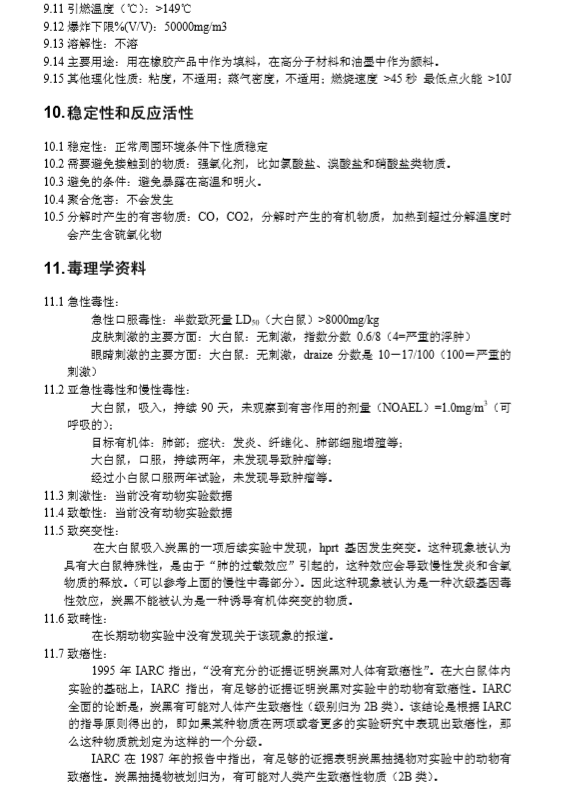 9.11 引燃温度（℃）：>149℃
9.12 爆炸下限%(V/V)：50000mg/m3
9.13 溶解性：不溶
9.14 主要用途：用在橡胶产品中作为填料，在高分子材料和油墨中作为颜料。
9.15 其他理化性质：粘度，不适用；蒸气密度，不适用；燃烧速度 >45 秒 最低点火能 >10J
10.稳定性和反应活性
10.1 稳定性：正常周围环境条件下性质稳定
10.2 需要避免接触到的物质：强氧化剂，比如氯酸盐、溴酸盐和硝酸盐类物质。
10.3 避免的条件：避免暴露在高温和明火。
10.4 聚合危害：不会发生
10.5 分解时产生的有害物质：CO，CO2，分解时产生的有机物质，加热到超过分解温度时
会产生含硫氧化物
11.毒理学资料
11.1 急性毒性：
急性口服毒性：半数致死量 LD50（大白鼠）>8000mg/kg
皮肤刺激的主要方面：大白鼠：无刺激，指数分数 0.6/8（4=严重的浮肿）
眼睛刺激的主要方面：大白鼠：无刺激，draize 分数是 10－17/100（100＝严重的
刺激）
11.2 亚急性毒性和慢性毒性：
大白鼠，吸入，持续 90 天，未观察到有害作用的剂量（NOAEL）=1.0mg/m3（可
呼吸的）；
目标有机体：肺部；症状：发炎、纤维化、肺部细胞增殖等；
大白鼠，口服，持续两年，未发现导致肿瘤等；
经过小白鼠口服两年试验，未发现导致肿瘤等。
11.3 刺激性：当前没有动物实验数据
11.4 致敏性：当前没有动物实验数据
11.5 致突变性：
在大白鼠吸入炭黑的一项后续实验中发现，hprt 基因发生突变。这种现象被认为
具有大白鼠特殊性，是由于“肺的过载效应”引起的，这种效应会导致慢性发炎和含氧
物质的释放。（可以参考上面的慢性中毒部分）。因此这种现象被认为是一种次级基因毒
性效应，炭黑不能被认为是一种诱导有机体突变的物质。
11.6 致畸性：
在长期动物实验中没有发现关于该现象的报道。
11.7 致癌性：
1995 年 IARC 指出，“没有充分的证据证明炭黑对人体有致癌性”。在大白鼠体内
实验的基础上，IARC 指出，有足够的证据证明炭黑对实验中的动物有致癌性。IARC
全面的论断是，炭黑有可能对人体产生致癌性（级别归为 2B 类）。该结论是根据 IARC
的指导原则得出的，即如果某种物质在两项或者更多的实验研究中表现出致癌性，那
么这种物质就划定为这样的一个分级。
IARC 在 1987 年的报告中指出，有足够的证据表明炭黑抽提物对实验中的动物有
致癌性。炭黑抽提物被划归为，有可能对人类产生致癌性物质（2B 类）。